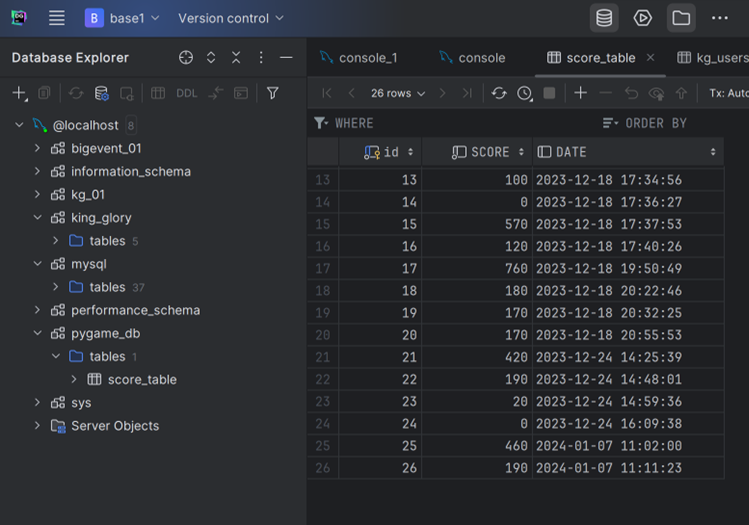 B base1 Version control
Database Explorer
DDL
@localhost 8
bigevent_01
information_schema
kg_01
king_glory
tables 5
mysql
tables 37
performance_schema
pygame_db
tables 1
score_table
sys
Server Objects
console_1 console score_table kg_users
26 rows Tx: Auto
WHERE ORDER BY
id SCORE DATE
13 13 100 2023-12-18 17:34:56
14 14 0 2023-12-18 17:36:27
15 15 570 2023-12-18 17:37:53
16 16 120 2023-12-18 17:40:26
17 17 760 2023-12-18 19:50:49
18 18 180 2023-12-18 20:22:46
19 19 170 2023-12-18 20:32:25
20 20 170 2023-12-18 20:55:53
21 21 420 2023-12-24 14:25:39
22 22 190 2023-12-24 14:48:01
23 23 20 2023-12-24 14:59:36
24 24 0 2023-12-24 16:09:38
25 25 460 2024-01-07 11:02:00
26 26 190 2024-01-07 11:11:23